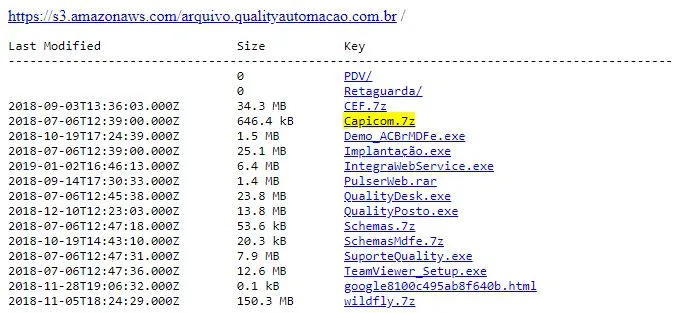 https://s3.amazonaws.com/arquivo.qualityautomacao.com.br /
Last Modified Size Key
--------------------------------------------------------------------------------
0 PDV/
0 Retaguarda/
2018-09-03T13:36:03.000Z 34.3 MB CEF.7z
2018-07-06T12:39:00.000Z 646.4 kB Capicom.7z
2018-10-19T17:24:39.000Z 1.5 MB Demo_ACBrMDFe.exe
2018-07-06T12:39:00.000Z 25.1 MB Implantação.exe
2019-01-02T16:46:13.000Z 6.4 MB IntegraWebService.exe
2018-09-14T17:30:33.000Z 1.4 MB PulserWeb.rar
2018-07-06T12:45:38.000Z 23.8 MB QualityDesk.exe
2018-12-10T12:23:03.000Z 13.8 MB QualityPosto.exe
2018-07-06T12:47:18.000Z 53.6 kB Schemas.7z
2018-10-19T14:43:10.000Z 20.3 kB SchemasMdfe.7z
2018-07-06T12:47:31.000Z 7.9 MB SuporteQuality.exe
2018-07-06T12:47:36.000Z 12.6 MB TeamViewer_Setup.exe
2018-11-28T19:06:32.000Z 0.1 kB google8100c495ab8f640b.html
2018-11-05T18:24:29.000Z 150.3 MB wildfly.7z